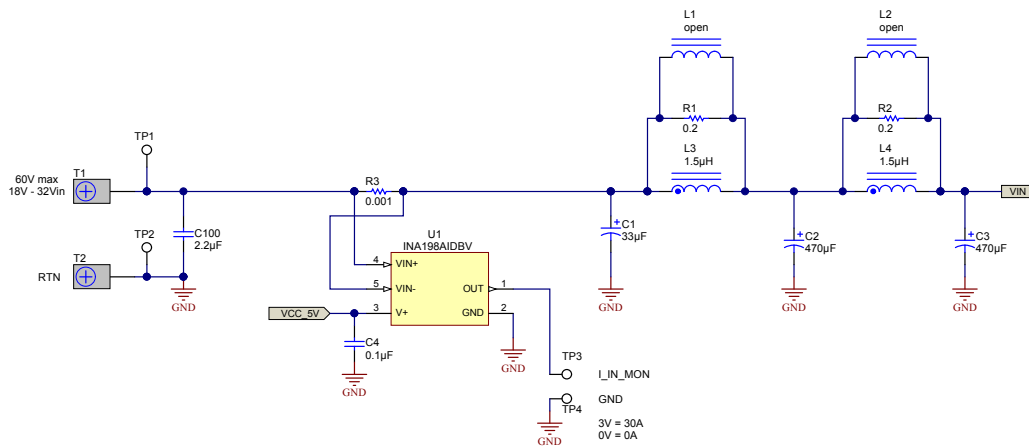 L1
open
L2
open
R1
0.2
R2
0.2
L3
1.5µH
L4
1.5µH
TP1
60V max
18V - 32Vin
T1
R3
0.001
VIN
C100
2.2µF
C1
33µF
C2
470µF
C3
470µF
TP2
RTN
T2
GND
U1
INA198AIDBV
4
VIN+
5
VIN-
OUT
1
VCC_5V
3
V+
GND
2
GND
GND
GND
C4
0.1µF
GND
GND
TP3
I_IN_MON
TP4
GND
GND
3V = 30A
0V = 0A